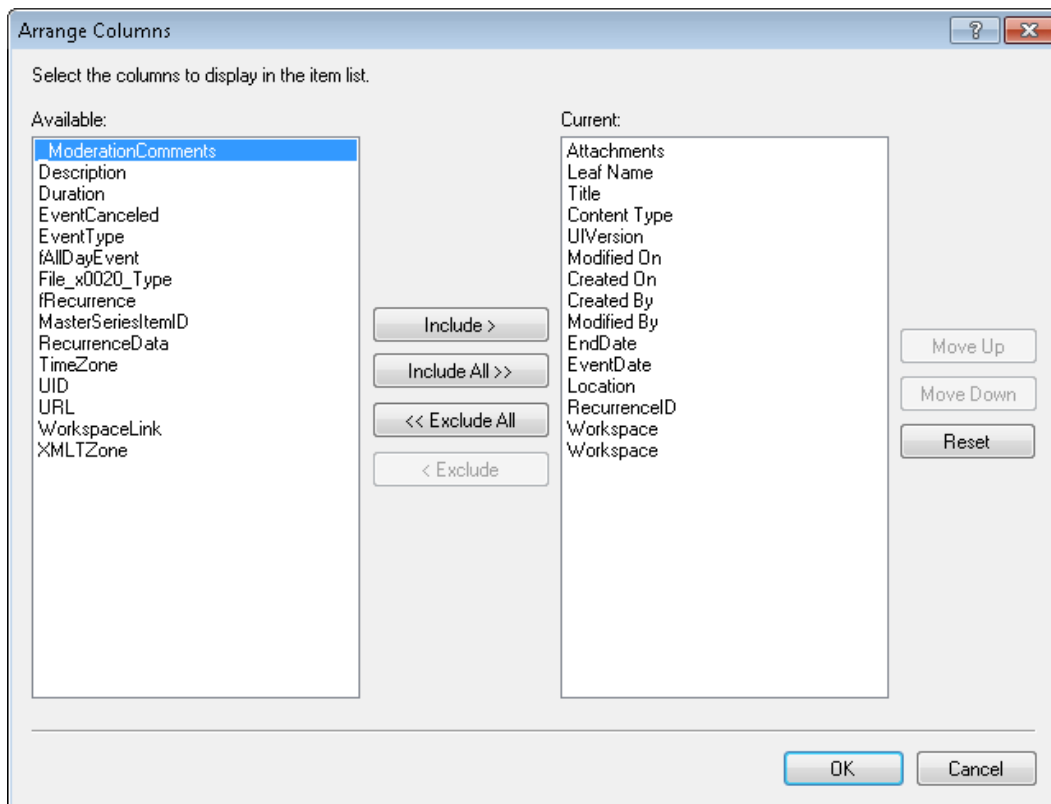 Arrange Columns
Select the columns to display in the item list.
Available:
_ModerationComments
Description
Duration
EventCanceled
EventType
fAllDayEvent
File_x0020_Type
fRecurrence
MasterSeriesItemID
RecurrenceData
TimeZone
UID
URL
WorkspaceLink
XMLTZone
Include >
Include All >>
<< Exclude All
< Exclude
Current:
Attachments
Leaf Name
Title
Content Type
UIVersion
Modified On
Created On
Created By
Modified By
EndDate
EventDate
Location
RecurrenceID
Workspace
Workspace
Move Up
Move Down
Reset
OK
Cancel